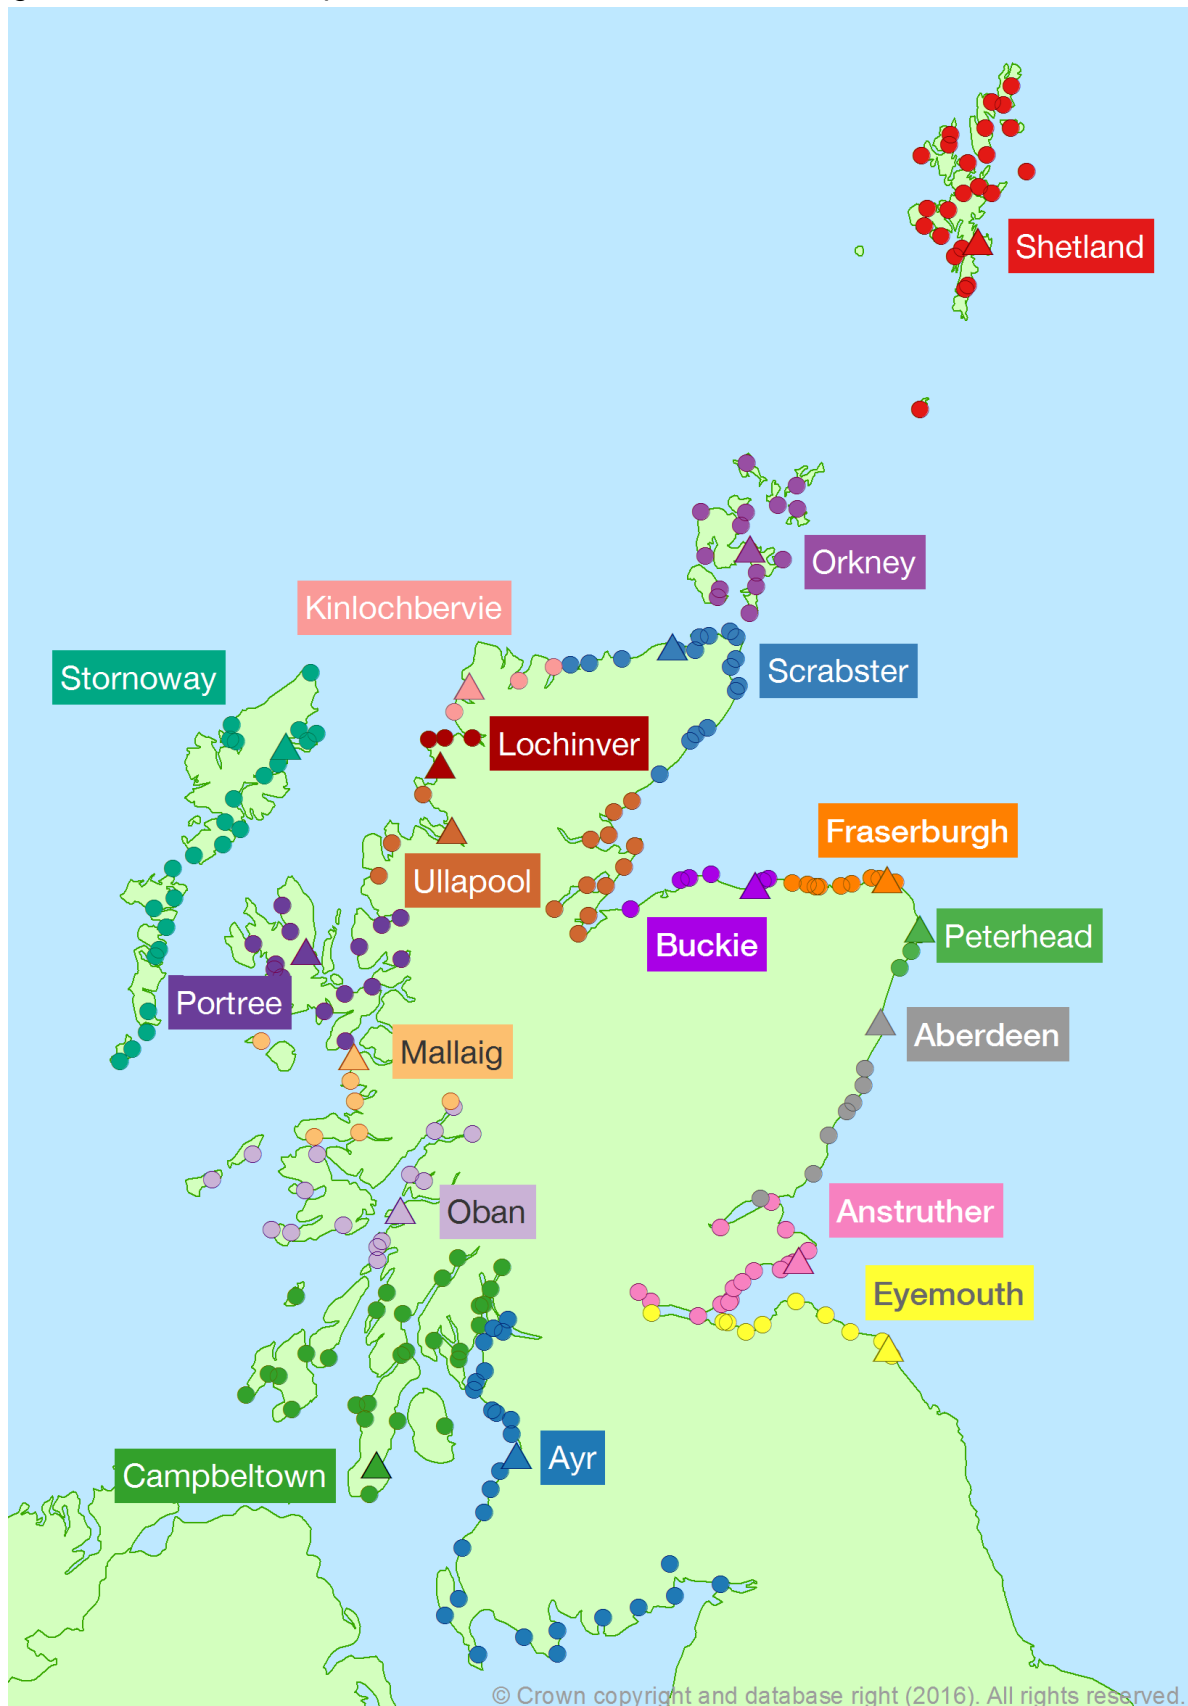 Shetland
Orkney
Kinlochbervie
Stornoway
Scrabster
Lochinver
Fraserburgh
Ullapool
Buckie
Peterhead
Portree
Aberdeen
Mallaig
Oban
Anstruther
Eyemouth
Ayr
Campbeltown
© Crown copyright and database right (2016). All rights reserved.